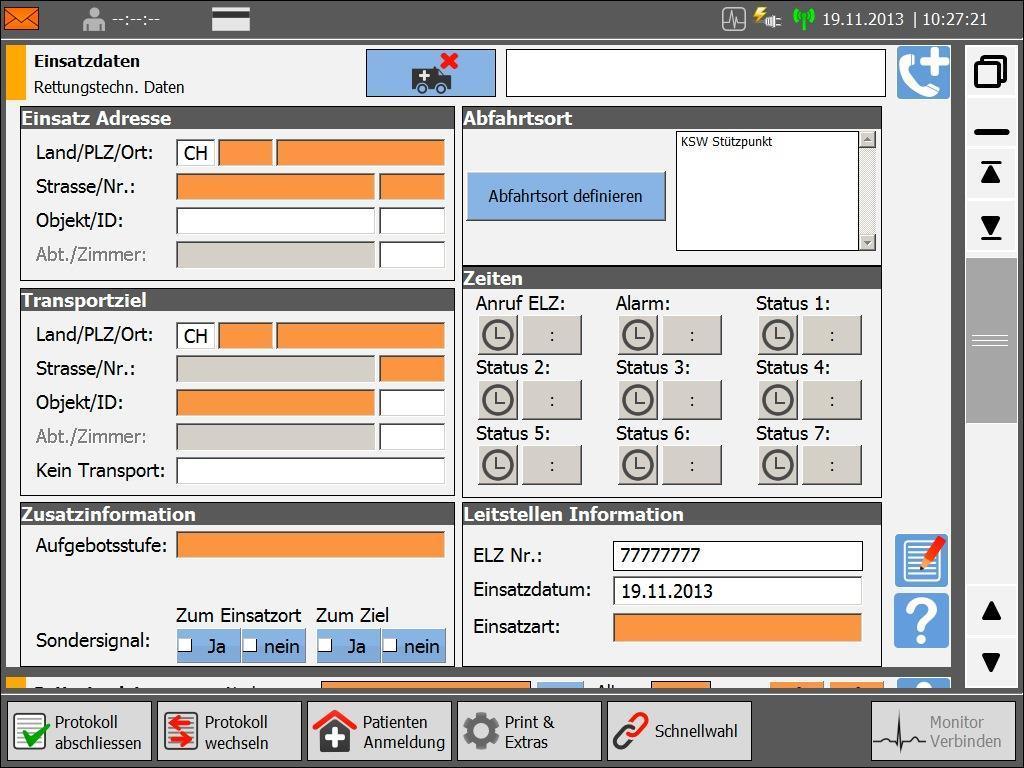 --:--:-- 19.11.2013 | 10:27:21
Einsatzdaten
Rettungstechn. Daten
Einsatz Adresse
Land/PLZ/Ort: CH
Strasse/Nr.:
Objekt/ID:
Abt./Zimmer:
Transportziel
Land/PLZ/Ort: CH
Strasse/Nr.:
Objekt/ID:
Abt./Zimmer:
Kein Transport:
Zusatzinformation
Aufgebotsstufe:
Zum Einsatzort Zum Ziel
Sondersignal: Ja nein Ja nein
Abfahrtsort
KSW Stützpunkt
Abfahrtsort definieren
Zeiten
Anruf ELZ: Alarm: Status 1:
: : :
Status 2: Status 3: Status 4:
: : :
Status 5: Status 6: Status 7:
: : :
Leitstellen Information
ELZ Nr.: 77777777
Einsatzdatum: 19.11.2013
Einsatzart:
?
Protokoll
abschliessen
Protokoll
wechseln
Patienten
Anmeldung
Print &
Extras
Schnellwahl
Monitor
Verbinden